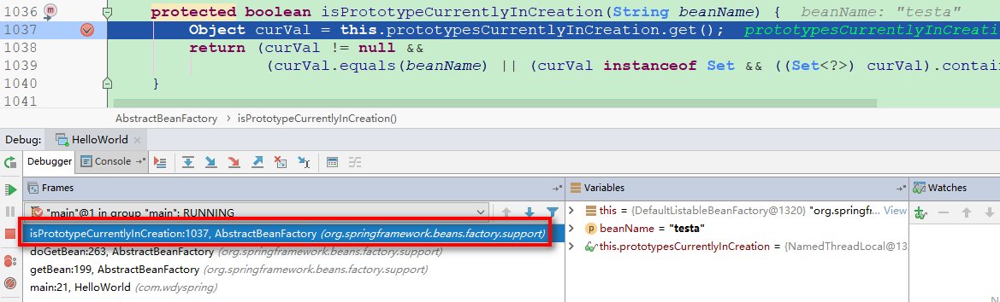 1036 protected boolean isPrototypeCurrentlyInCreation(String beanName) { beanName: "testa"
1037 Object curVal = this.prototypesCurrentlyInCreation.get(); prototypesCurrentlyInCreati
1038 return (curVal != null &&
1039 (curVal.equals(beanName) || (curVal instanceof Set && ((Set<?>) curVal).contain
1040 }
1041
AbstractBeanFactory > isPrototypeCurrentlyInCreation()
Debug: HelloWorld
Debugger Console
Frames Variables Watches
"main"@1 in group "main": RUNNING
isPrototypeCurrentlyInCreation:1037, AbstractBeanFactory (org.springframework.beans.factory.support)
doGetBean:263, AbstractBeanFactory (org.springframework.beans.factory.support)
getBean:199, AbstractBeanFactory (org.springframework.beans.factory.support)
main:21, HelloWorld (com.wdyspring)
this = {DefaultListableBeanFactory@1320} "org.springfr... View
beanName = "testa"
this.prototypesCurrentlyInCreation = {NamedThreadLocal@13